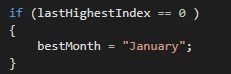 if (lastHighestIndex == 0 )
{
    bestMonth = "January";
}